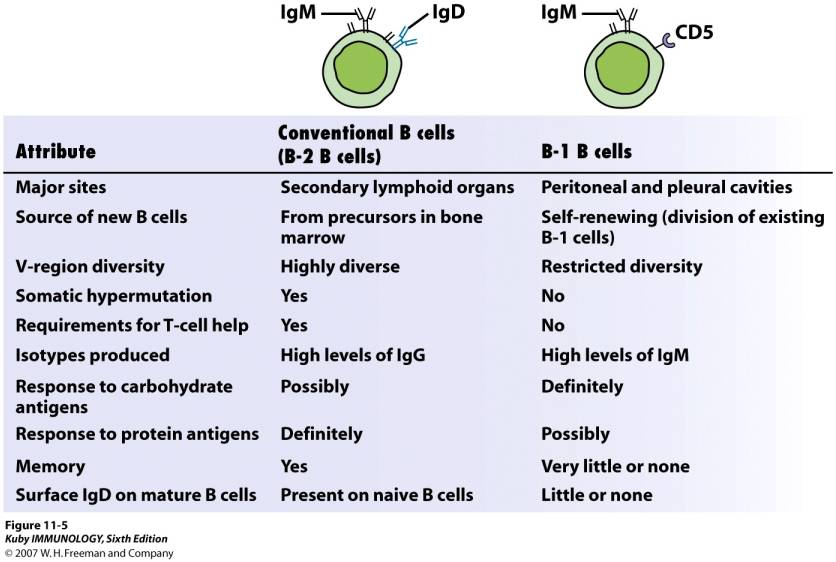 IgM IgD IgM CD5
Attribute Conventional B cells (B-2 B cells) B-1 B cells
Major sites Secondary lymphoid organs Peritoneal and pleural cavities
Source of new B cells From precursors in bone marrow Self-renewing (division of existing B-1 cells)
V-region diversity Highly diverse Restricted diversity
Somatic hypermutation Yes No
Requirements for T-cell help Yes No
Isotypes produced High levels of IgG High levels of IgM
Response to carbohydrate antigens Possibly Definitely
Response to protein antigens Definitely Possibly
Memory Yes Very little or none
Surface IgD on mature B cells Present on naive B cells Little or none
Figure 11-5
Kuby IMMUNOLOGY, Sixth Edition
© 2007 W. H. Freeman and Company